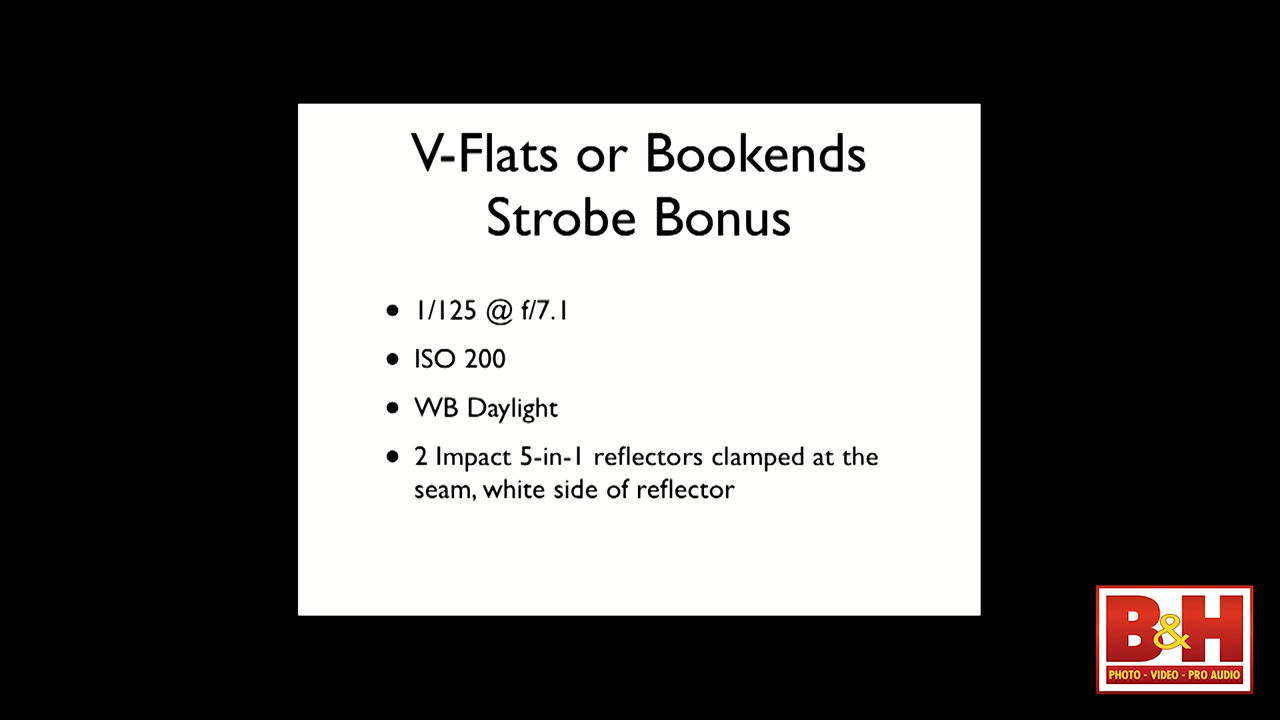 V-Flats or Bookends
Strobe Bonus
• 1/125 @ f/7.1
• ISO 200
• WB Daylight
• 2 Impact 5-in-1 reflectors clamped at the
seam, white side of reflector
B&H
PHOTO - VIDEO - PRO AUDIO